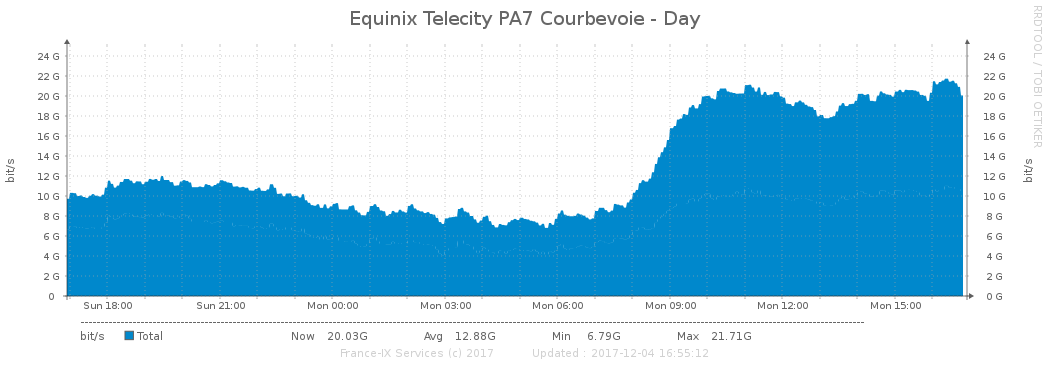 Equinix Telecity PA7 Courbevoie - Day
RRDTOOL / TOBI OETIKER
bit/s
24 G 24 G
22 G 22 G
20 G 20 G
18 G 18 G
16 G 16 G
14 G 14 G
12 G 12 G
10 G 10 G
8 G 8 G
6 G 6 G
4 G 4 G
2 G 2 G
0 0 G
bit/s
Sun 18:00 Sun 21:00 Mon 00:00 Mon 03:00 Mon 06:00 Mon 09:00 Mon 12:00 Mon 15:00
bit/s Total Now 20.03G Avg 12.88G Min 6.79G Max 21.71G
France-IX Services (c) 2017 Updated : 2017-12-04 16:55:12